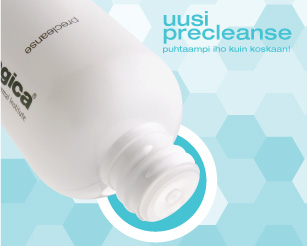 uusi
precleanse
puhtaampi iho kuin koskaan!
precleanse
gica®